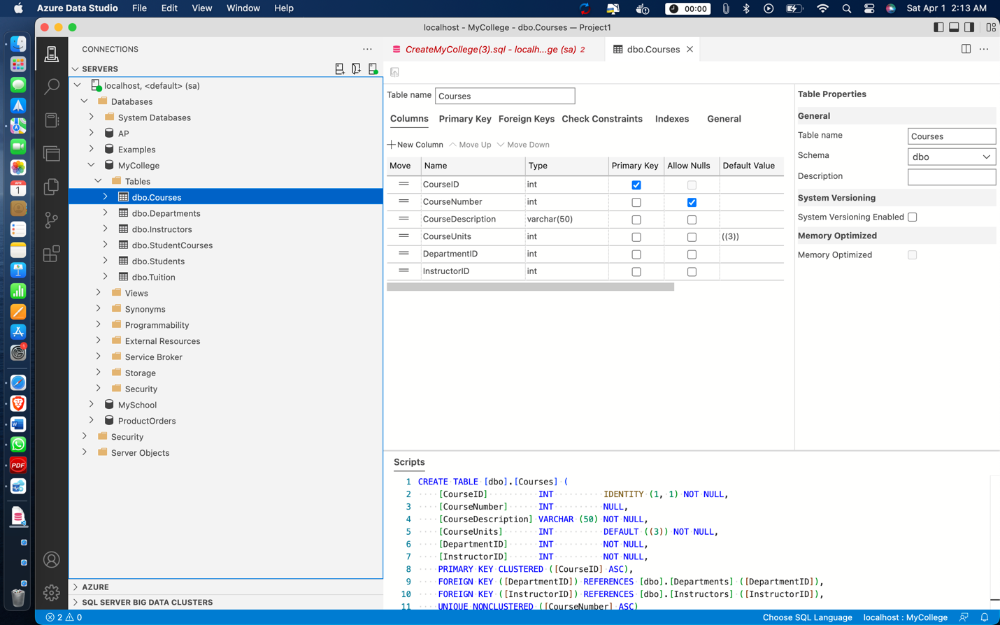 Azure Data Studio File Edit View Window Help 00:00 Sat Apr 1 2:13 AM
localhost - MyCollege - dbo.Courses — Project1
CONNECTIONS
SERVERS
localhost, <default> (sa)
Databases
System Databases
AP
Examples
MyCollege
Tables
dbo.Courses
dbo.Departments
dbo.Instructors
dbo.StudentCourses
dbo.Students
dbo.Tuition
Views
Synonyms
Programmability
External Resources
Service Broker
Storage
Security
MySchool
ProductOrders
Security
Server Objects
AZURE
SQL SERVER BIG DATA CLUSTERS
CreateMyCollege(3).sql - localh...ge (sa) 2
dbo.Courses
Table name Courses
Columns Primary Key Foreign Keys Check Constraints Indexes General
New Column Move Up Move Down
Move Name Type Primary Key Allow Nulls Default Value
CourseID int
CourseNumber int
CourseDescription varchar(50)
CourseUnits int ((3))
DepartmentID int
InstructorID int
Table Properties
General
Table name Courses
Schema dbo
Description
System Versioning
System Versioning Enabled
Memory Optimized
Memory Optimized
Scripts
1 CREATE TABLE [dbo].[Courses] (
2 [CourseID] INT IDENTITY (1, 1) NOT NULL,
3 [CourseNumber] INT NULL,
4 [CourseDescription] VARCHAR (50) NOT NULL,
5 [CourseUnits] INT DEFAULT ((3)) NOT NULL,
6 [DepartmentID] INT NOT NULL,
7 [InstructorID] INT NOT NULL,
8 PRIMARY KEY CLUSTERED ([CourseID] ASC),
9 FOREIGN KEY ([DepartmentID]) REFERENCES [dbo].[Departments] ([DepartmentID]),
10 FOREIGN KEY ([InstructorID]) REFERENCES [dbo].[Instructors] ([InstructorID]),
11 UNIQUE NONCLUSTERED ([CourseNumber] ASC)
2 0
Choose SQL Language localhost : MyCollege
APR
1
1
W
PDF